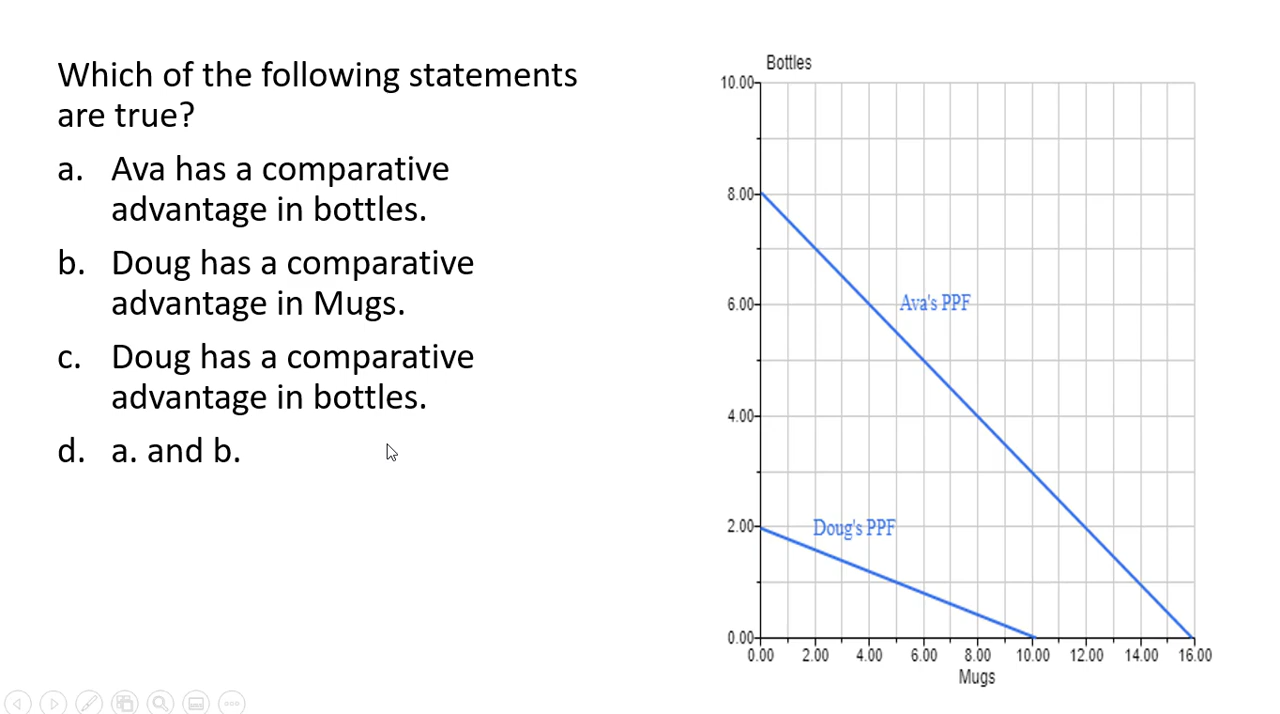 Which of the following statements
are true?
a. Ava has a comparative
advantage in bottles.
b. Doug has a comparative
advantage in Mugs.
c. Doug has a comparative
advantage in bottles.
d. a. and b.
Bottles
10.00
8.00
6.00
4.00
2.00
0.00
Ava's PPF
Doug's PPF
0.00 2.00 4.00 6.00 8.00 10.00 12.00 14.00 16.00
Mugs